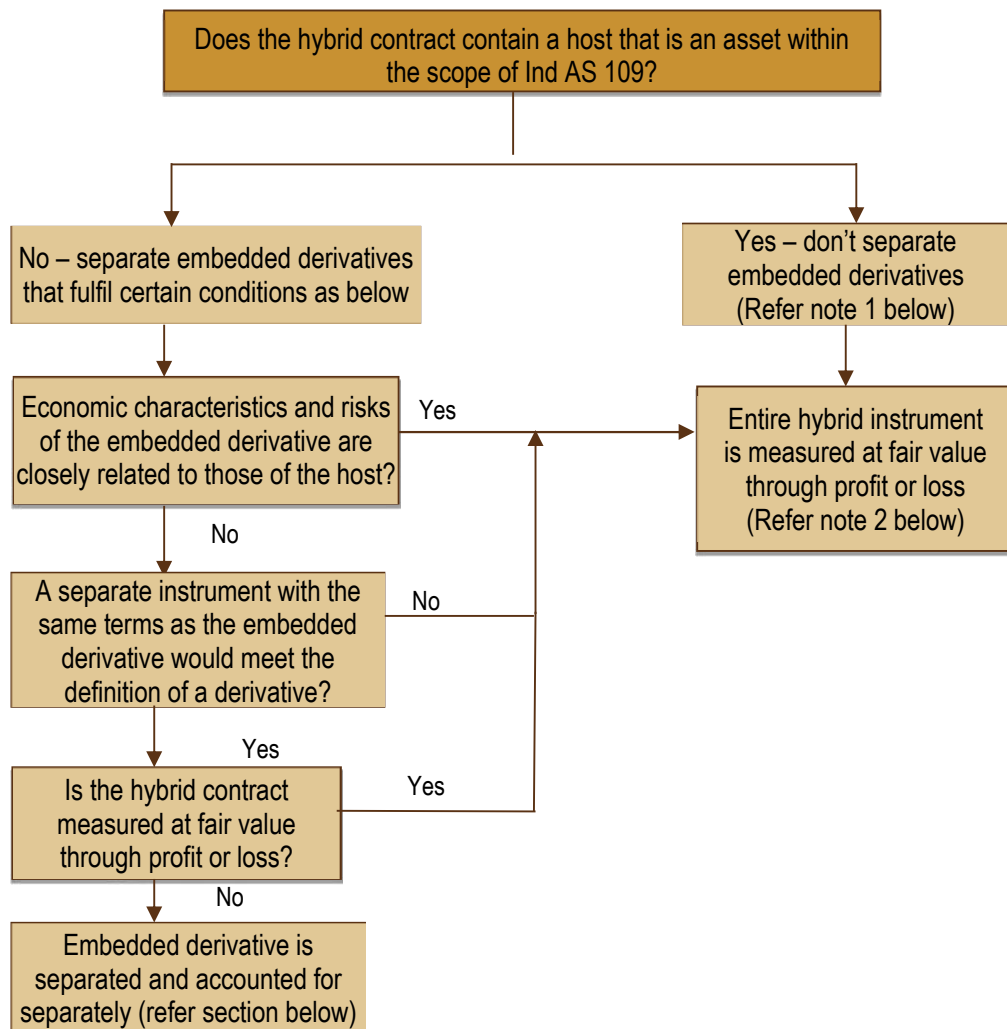 Does the hybrid contract contain a host that is an asset within
the scope of Ind AS 109?
No – separate embedded derivatives
that fulfil certain conditions as below
Yes – don't separate
embedded derivatives
(Refer note 1 below)
Economic characteristics and risks
of the embedded derivative are
closely related to those of the host?
Yes
Entire hybrid instrument
is measured at fair value
through profit or loss
(Refer note 2 below)
No
A separate instrument with the
same terms as the embedded
derivative would meet the
definition of a derivative?
No
Yes
Is the hybrid contract
measured at fair value
through profit or loss?
Yes
No
Embedded derivative is
separated and accounted for
separately (refer section below)